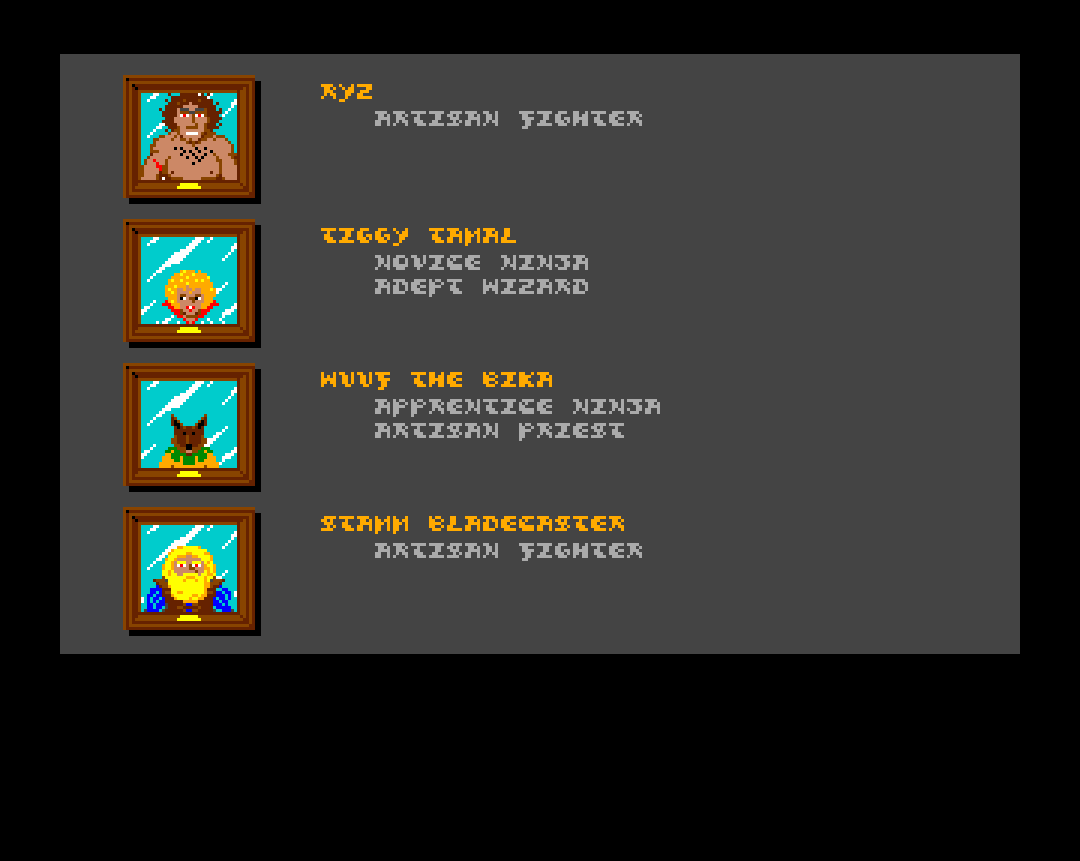 RYZ
ARTISAN FIGHTER
TIGGY TAMAL
NOVICE NINJA
ADEPT WIZARD
WUUF THE BIKA
APPRENTICE NINJA
ARTISAN PRIEST
STAMM BLADECASTER
ARTISAN FIGHTER